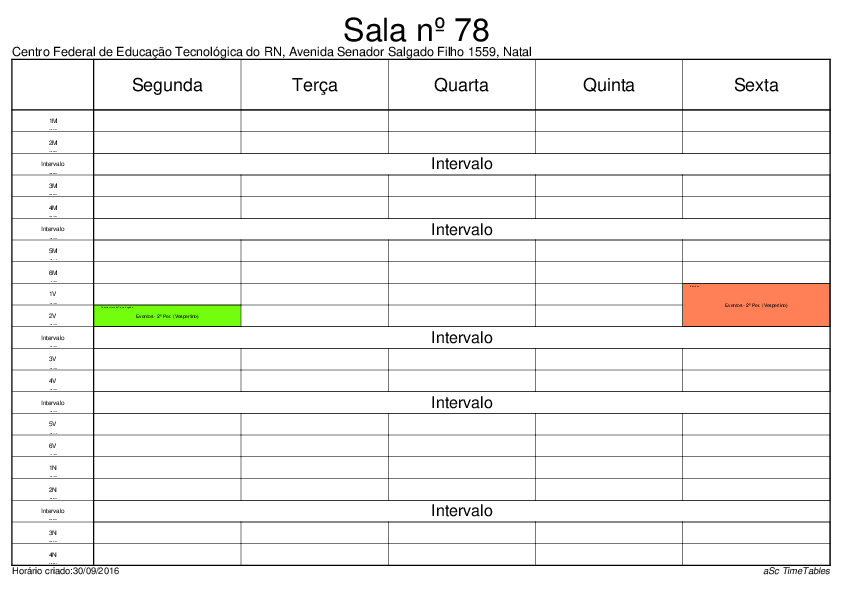 Sala nº 78
Centro Federal de Educação Tecnológica do RN, Avenida Senador Salgado Filho 1559, Natal
Segunda Terça Quarta Quinta Sexta
1M
2M
Intervalo Intervalo
3M
4M
Intervalo Intervalo
5M
6M
1V
Eventos - 2º Per. (Vespertino)
2V Eventos - 2º Per. (Vespertino)
Intervalo Intervalo
3V
4V
Intervalo Intervalo
5V
6V
1N
2N
Intervalo Intervalo
3N
4N
Horário criado:30/09/2016 aSc TimeTables